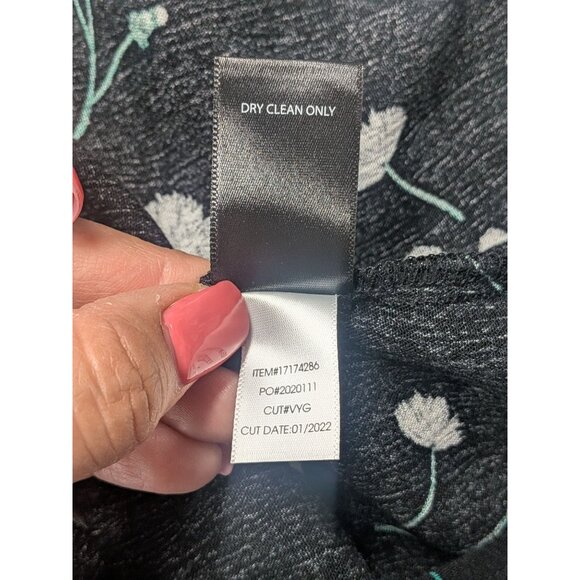 DRY CLEAN ONLY
ITEM#17174286
PO#2020111
CUT#VYG
CUT DATE:01/2022